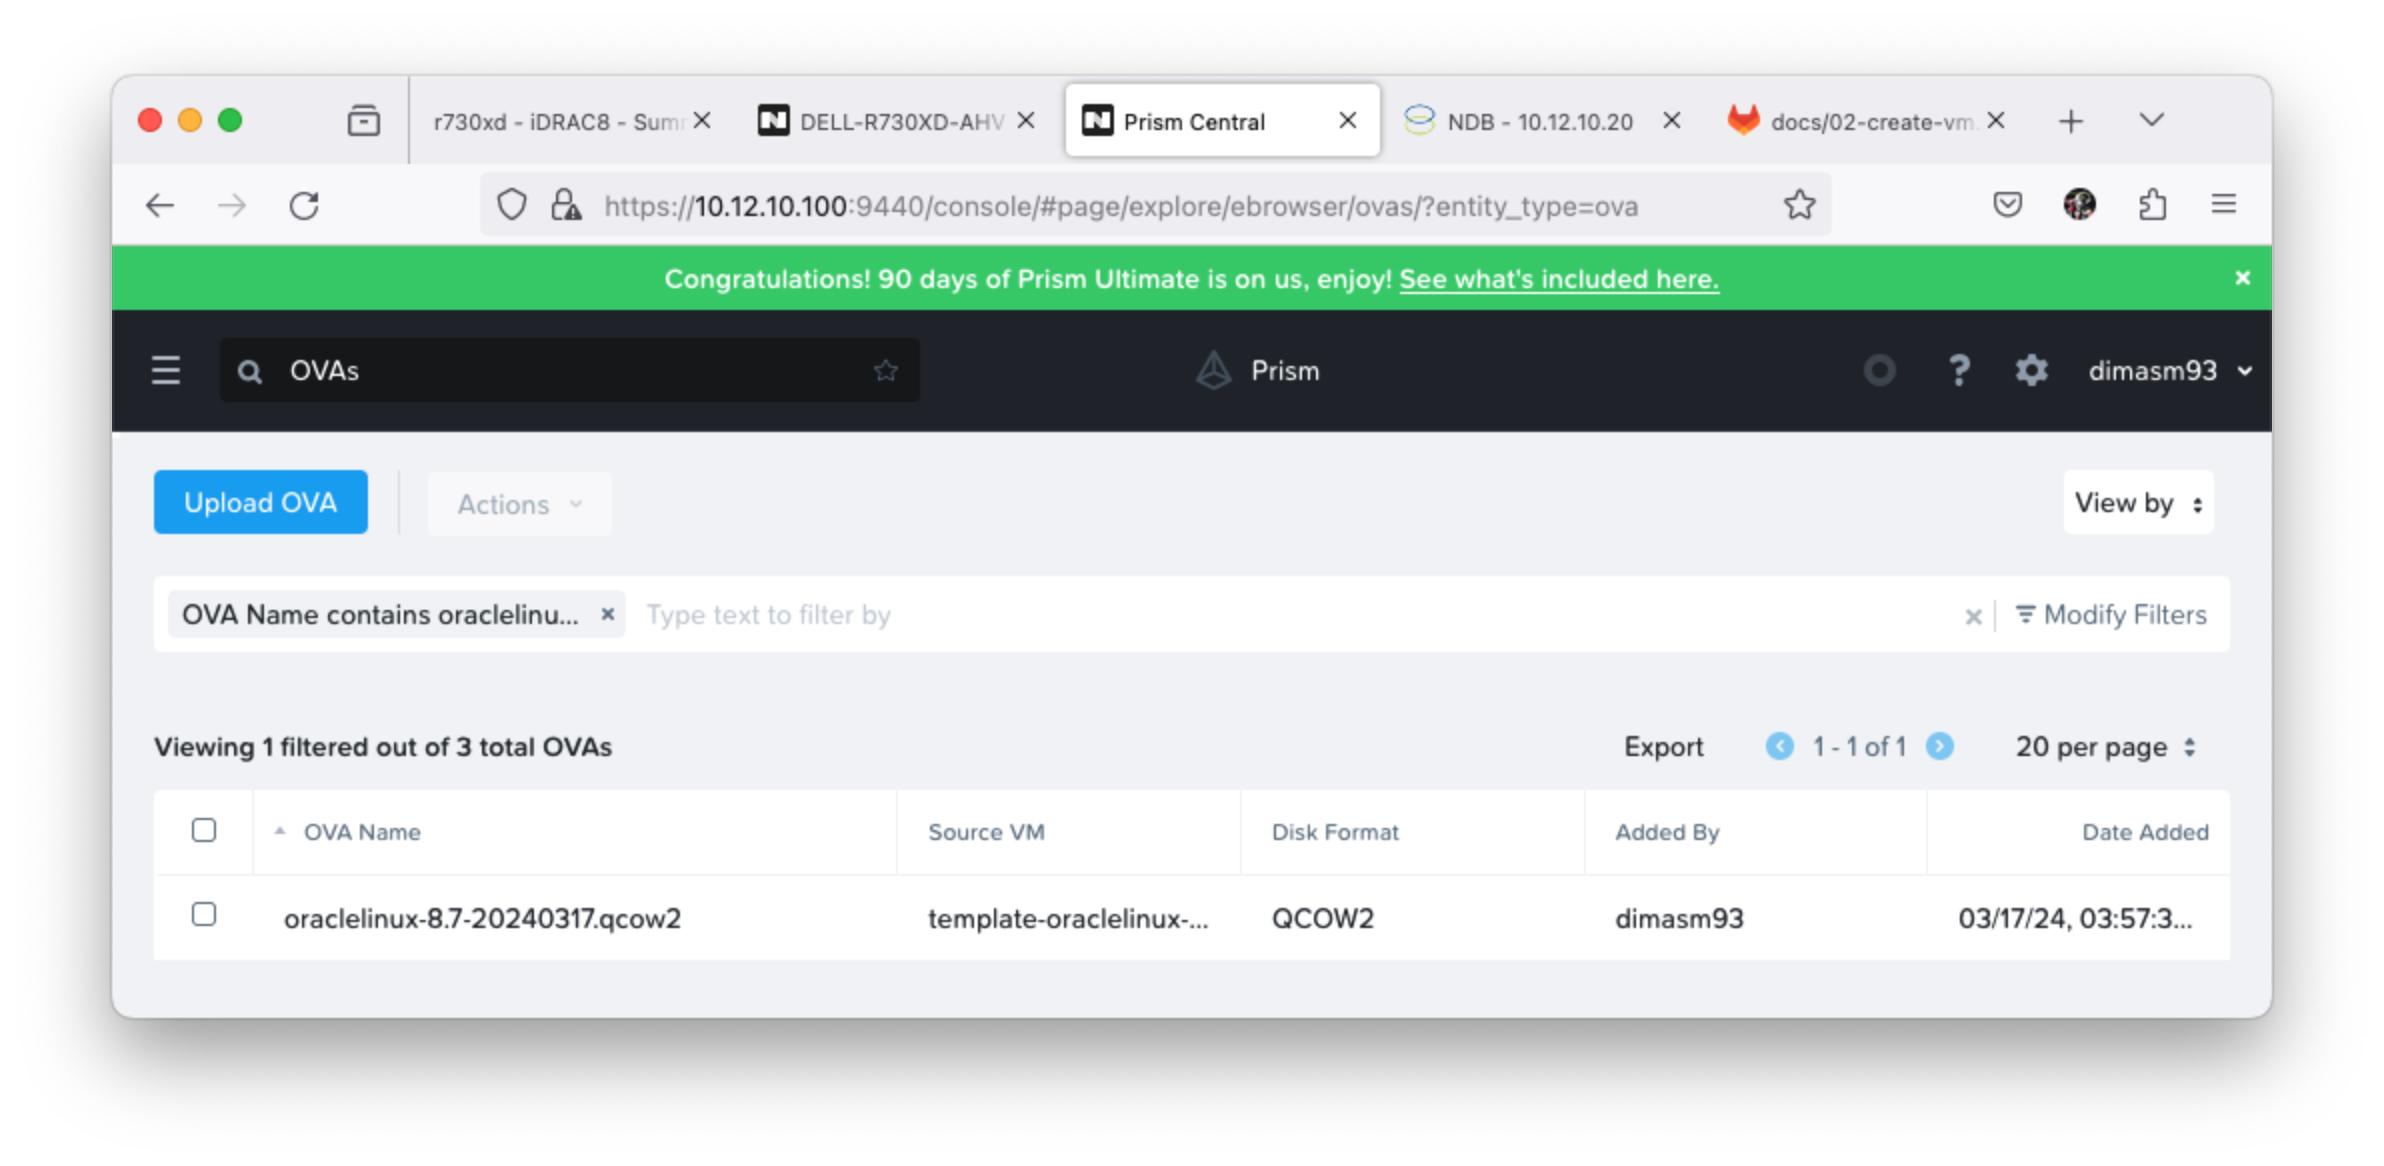 r730xd - iDRAC8 - Sum
DELL-R730XD-AHV
Prism Central
NDB - 10.12.10.20
docs/02-create-vm.
https://10.12.10.100:9440/console/#page/explore/ebrowser/ovas/?entity_type=ova
Congratulations! 90 days of Prism Ultimate is on us, enjoy! See what's included here.
OVAs
Prism
?
dimasm93
Upload OVA
Actions
View by
OVA Name contains oraclelinu...
Type text to filter by
Modify Filters
Viewing 1 filtered out of 3 total OVAs
Export
1 - 1 of 1
20 per page
OVA Name
Source VM
Disk Format
Added By
Date Added
oraclelinux-8.7-20240317.qcow2
template-oraclelinux-...
QCOW2
dimasm93
03/17/24, 03:57:3...